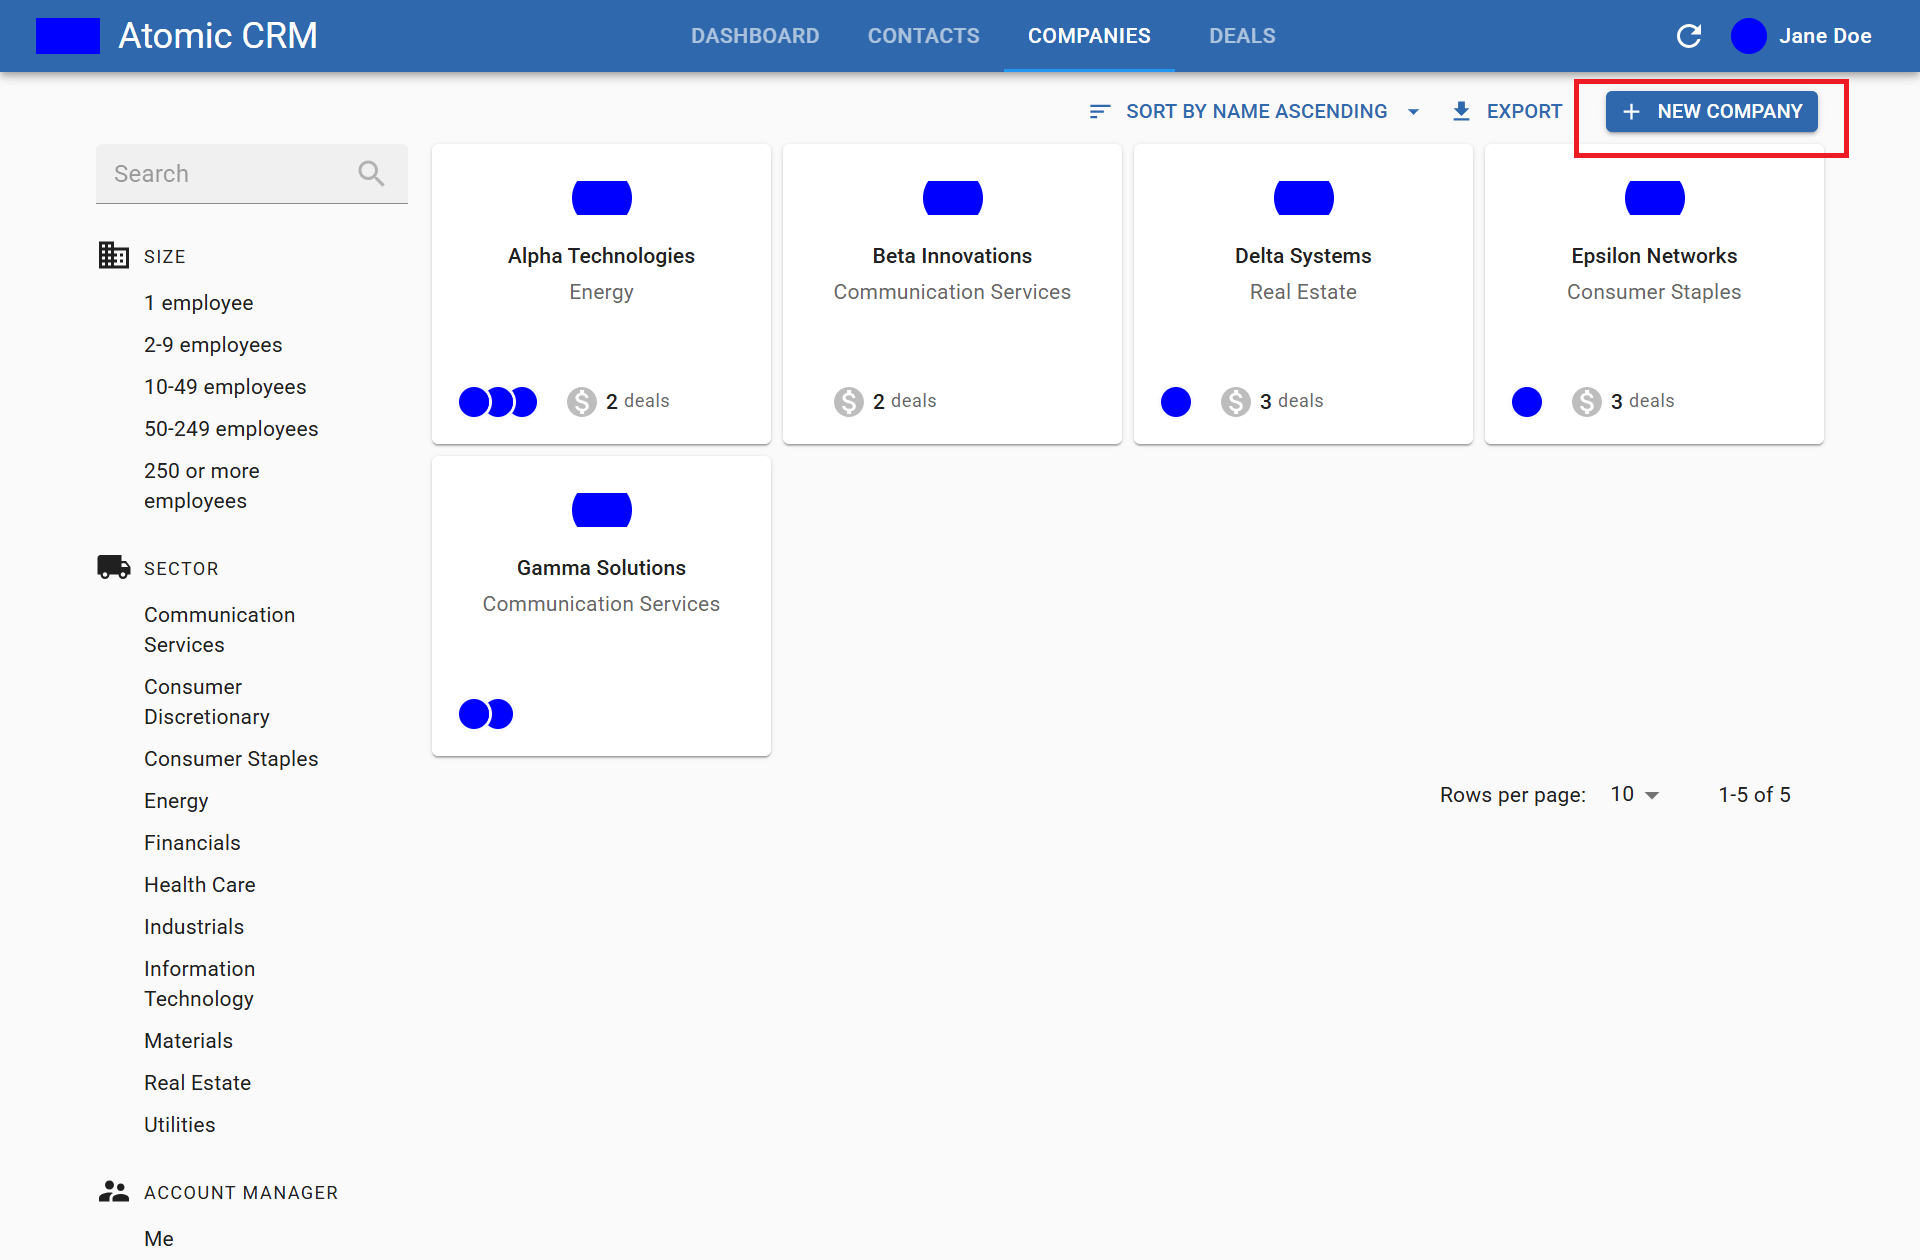 Atomic CRM
DASHBOARD CONTACTS COMPANIES DEALS
Jane Doe
SORT BY NAME ASCENDING
EXPORT
NEW COMPANY
Search
SIZE
1 employee
2-9 employees
10-49 employees
50-249 employees
250 or more
employees
SECTOR
Communication
Services
Consumer
Discretionary
Consumer Staples
Energy
Financials
Health Care
Industrials
Information
Technology
Materials
Real Estate
Utilities
ACCOUNT MANAGER
Me
Alpha Technologies
Energy
2 deals
Beta Innovations
Communication Services
2 deals
Delta Systems
Real Estate
3 deals
Epsilon Networks
Consumer Staples
3 deals
Gamma Solutions
Communication Services
Rows per page: 10 1-5 of 5